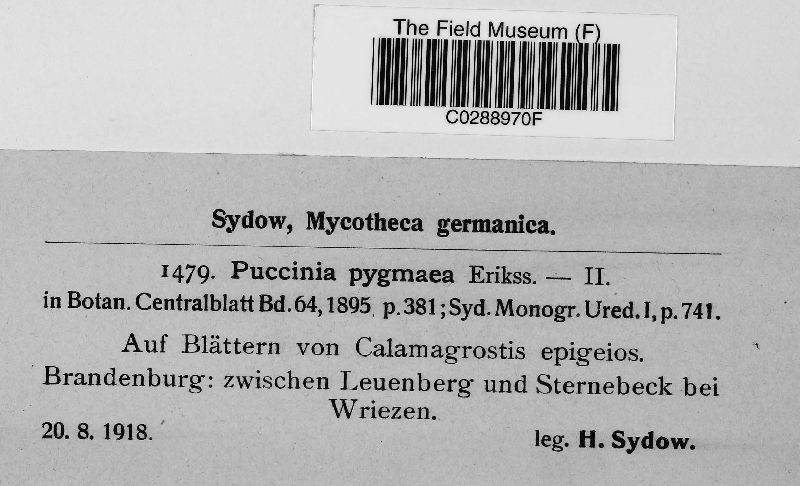 The Field Museum (F)
C0288970F
Sydow, Mycotheca germanica.
1479. Puccinia pygmaea Erikss. — II.
in Botan. Centralblatt Bd. 64, 1895 p. 381; Syd. Monogr. Ured. I, p. 741.
Auf Blättern von Calamagrostis epigeios.
Brandenburg: zwischen Leuenberg und Sternebeck bei
Wriezen.
20. 8. 1918.
leg. H. Sydow.